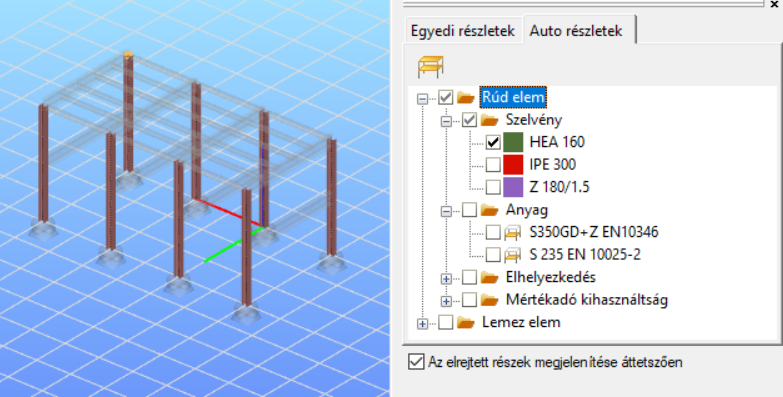 Egyedi részletek Auto részletek
Rúd elem
Szelvény
HEA 160
IPE 300
Z 180/1.5
Anyag
S350GD+Z EN10346
S 235 EN 10025-2
Elhelyezkedés
Mértékadó kihasználtság
Lemez elem
Az elrejtett részek megjelenítése áttetszően